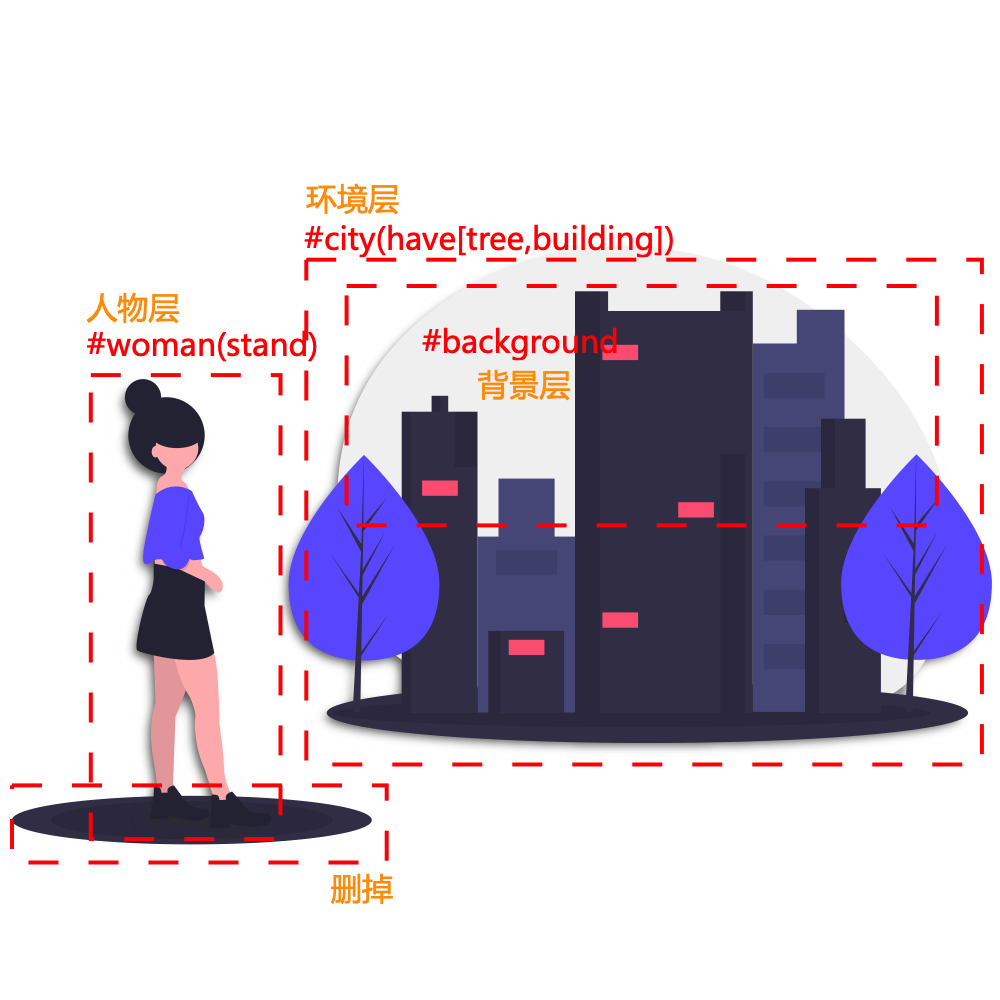 环境层
#city(have[tree,building])
人物层
#woman(stand)
#background
背景层
删掉